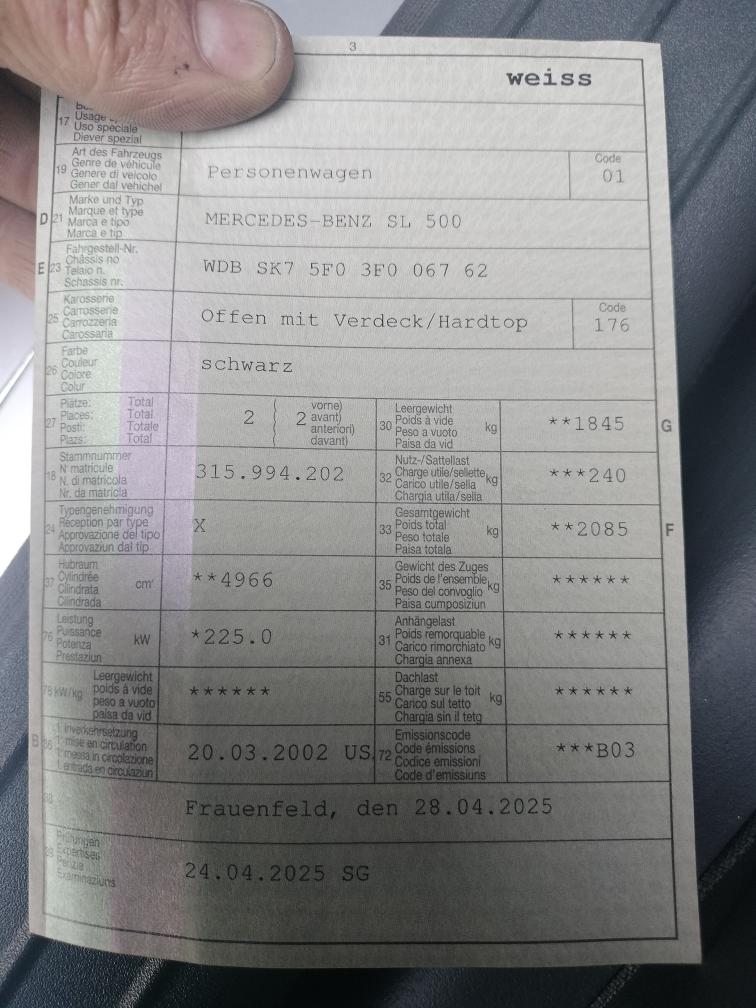 3
weiss
17 Usage
Uso speciale
Diever spezial
19 Art des Fahrzeugs
Genre de véhicule
Genere di veicolo
Gener dal vehichel
Personenwagen
Code
01
D 21 Marke und Typ
Marque et type
Marca e tipo
Marca e tip
MERCEDES-BENZ SL 500
E 23 Fahrgestell-Nr.
Châssis no
Telaio n.
Schassis nr.
WDB SK7 5F0 3F0 067 62
25 Karosserie
Carrosserie
Carrozzeria
Carossaria
Offen mit Verdeck/Hardtop
Code
176
26 Farbe
Couleur
Colore
Colur
schwarz
27 Plätze: Total
Places: Total
Posti: Totale
Plazs: Total
2
2
vorne)
avant)
anteriori)
davant)
30 Leergewicht
Poids à vide
Peso a vuoto
Paisa da vid
kg
**1845
G
18 Stammnummer
N matricule
N. di matricola
Nr. da matricla
315.994.202
32 Nutz-/Sattellast
Charge utile/sellette
Carico utile/sella
Chargia utila/sella
kg
***240
24 Typengenehmigung
Réception par type
Approvazione del tipo
Approvaziun dal tip
X
33 Gesamtgewicht
Poids total
Peso totale
Paisa totala
kg
**2085
F
37 Hubraum
Cylindrée
Cilindrata
Cilindrada
cm³
**4966
35 Gewicht des Zuges
Poids de l'ensemble
Peso del convoglio
Paisa cumposiziun
kg
******
76 Leistung
Puissance
Potenza
Prestaziun
kW
*225.0
31 Anhängelast
Poids remorquable
Carico rimorchiato
Chargia annexa
kg
******
78 kW/kg
Leergewicht
poids à vide
peso a vuoto
paisa da vid
******
55 Dachlast
Charge sur le toit
Carico sul tetto
Chargia sin il tetg
kg
******
B 36 1. Inverkehrsetzung
1re mise en circulation
1. messa in circolazione
1. entrada en circulaziun
20.03.2002 US
72 Emissionscode
Code émissions
Codice emissioni
Code d'emissiuns
***B03
38
Frauenfeld, den 28.04.2025
39 Prüfungen
Expertises
Perizia
Examinaziuns
24.04.2025 SG